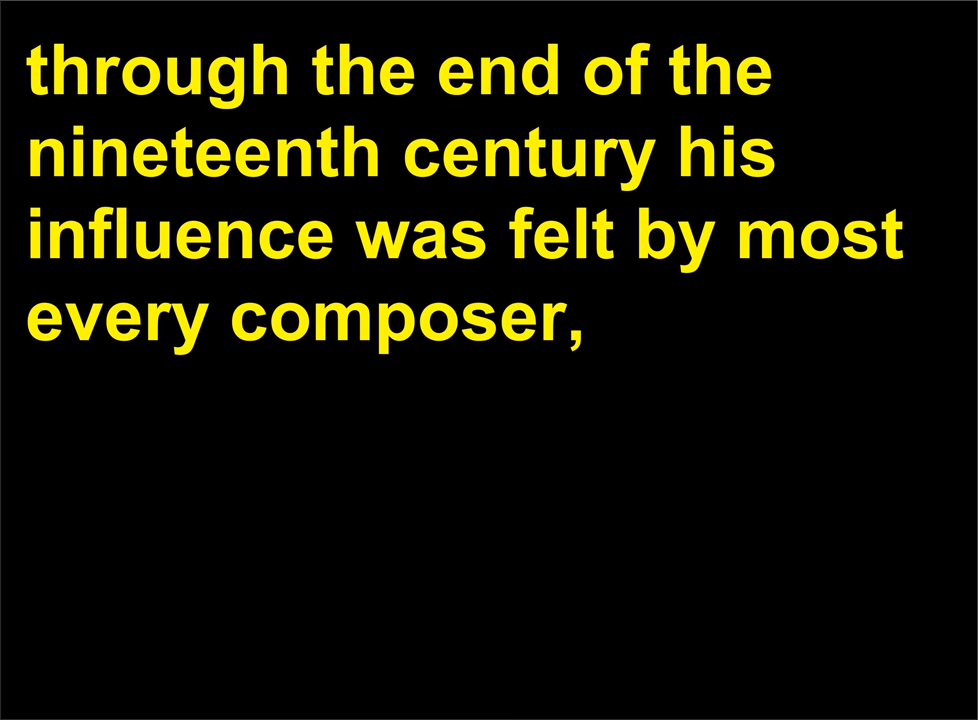 through the end of the
nineteenth century his
influence was felt by most
every composer,